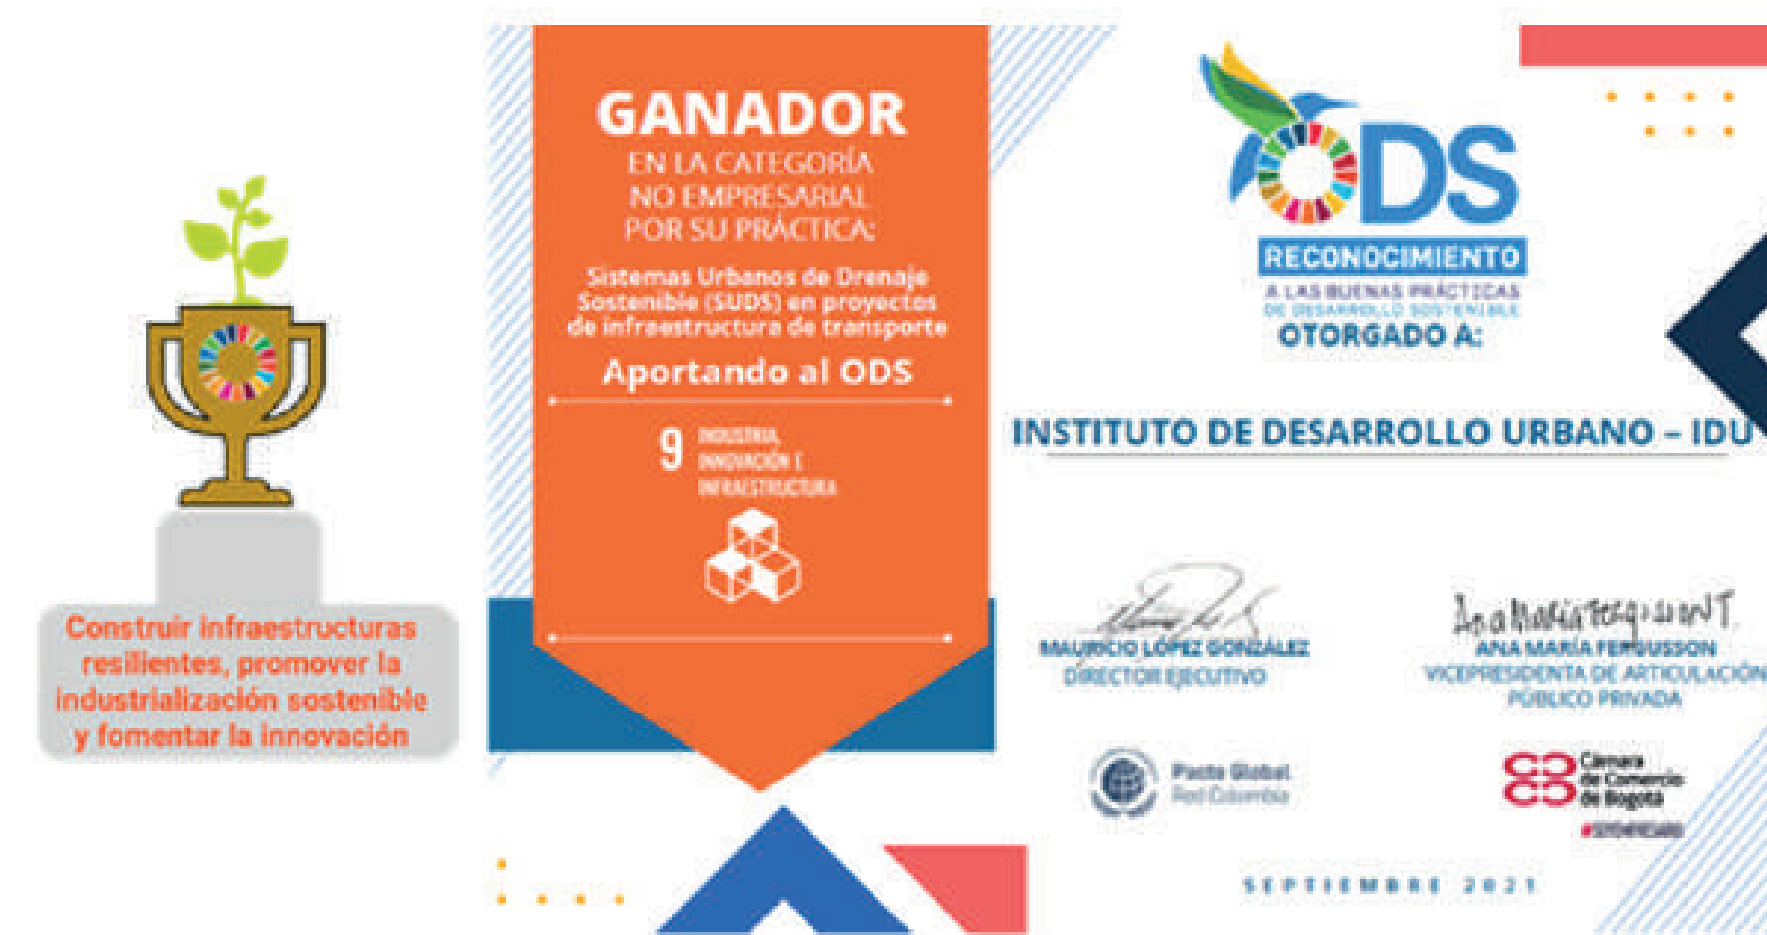 Construir infraestructuras
resilientes, promover la
industrialización sostenible
y fomentar la innovación
GANADOR
EN LA CATEGORÍA
NO EMPRESARIAL
POR SU PRÁCTICA:
Sistemas Urbanos de Drenaje
Sostenible (SUDS) en proyectos
de infraestructura de transporte
Aportando al ODS
9 INDUSTRIA,
INNOVACIÓN E
INFRAESTRUCTURA
ODS
RECONOCIMIENTO
A LAS BUENAS PRÁCTICAS
DE DESARROLLO SOSTENIBLE
OTORGADO A:
INSTITUTO DE DESARROLLO URBANO – IDU
MAURICIO LÓPEZ GONZÁLEZ
DIRECTOR EJECUTIVO
Ana María Fergusson T.
ANA MARÍA FERGUSSON
VICEPRESIDENTA DE ARTICULACIÓN
PÚBLICO PRIVADA
Pacto Global
Red Colombia
Cámara
de Comercio
de Bogotá
SEPTIEMBRE 2021